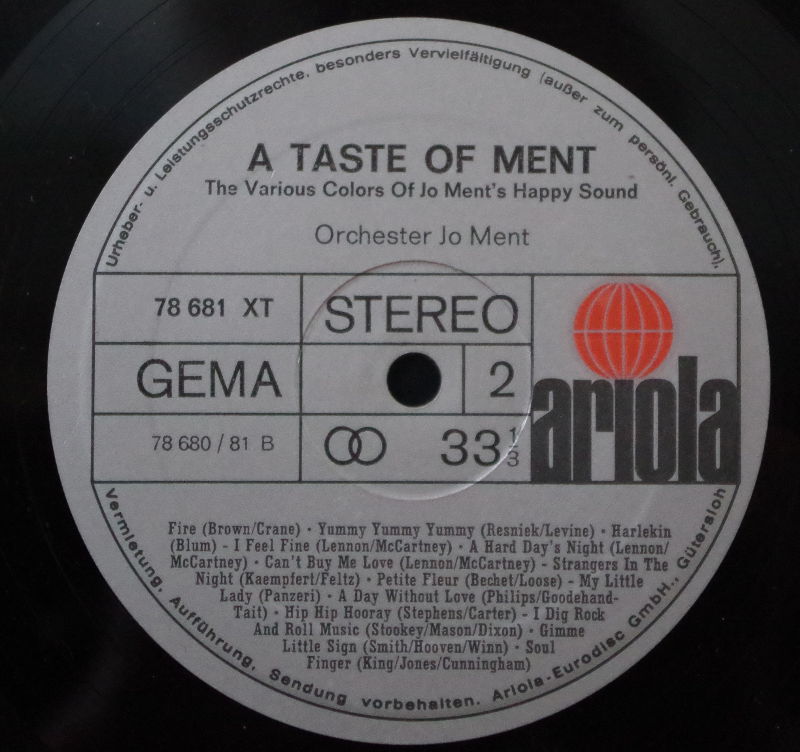 Urheber- u. Leistungsschutzrechte, besonders Vervielfältigung (außer zum persönl. Gebrauch),
A TASTE OF MENT
The Various Colors Of Jo Ment's Happy Sound
Orchester Jo Ment
78 681 XT
STEREO
GEMA
2
78 680 / 81 B
33 1/3
ariola
Fire (Brown/Crane) · Yummy Yummy Yummy (Resniek/Levine) · Harlekin
(Blum) - I Feel Fine (Lennon/McCartney) · A Hard Day's Night (Lennon/
McCartney) · Can't Buy Me Love (Lennon/McCartney) - Strangers In The
Night (Kaempfert/Feltz) · Petite Fleur (Bechet/Loose) - My Little
Lady (Panzeri) · A Day Without Love (Philips/Goodehand-
Tait) · Hip Hip Hooray (Stephens/Carter) - I Dig Rock
And Roll Music (Stookey/Mason/Dixon) · Gimme
Little Sign (Smith/Hooven/Winn) · Soul
Finger (King/Jones/Cunningham)
Vermietung, Aufführung, Sendung vorbehalten. Ariola-Eurodisc GmbH., Gütersloh